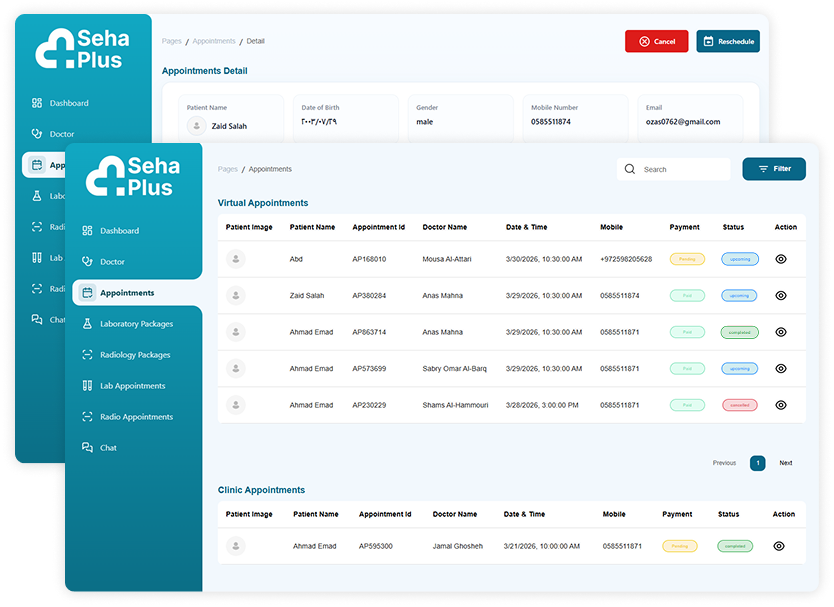 Seha
Plus
Pages / Appointments / Detail
Cancel
Reschedule
Appointments Detail
Dashboard
Doctor
App
Labo
Radio
Lab
Radi
Chat
Patient Name
Zaid Salah
Date of Birth
٢٠٠٣/٠٧/٢٩
Gender
male
Mobile Number
0585511874
Email
ozas0762@gmail.com
Seha
Plus
Dashboard
Doctor
Appointments
Laboratory Packages
Radiology Packages
Lab Appointments
Radio Appointments
Chat
Pages / Appointments
Search
Filter
Virtual Appointments
Patient Image Patient Name Appointment Id Doctor Name Date & Time Mobile Payment Status Action
Abd AP168010 Mousa Al-Attari 3/30/2026, 10:30:00 AM +972598205628 Pending upcoming
Zaid Salah AP380284 Anas Mahna 3/29/2026, 10:30:00 AM 0585511874 Paid upcoming
Ahmad Emad AP863714 Anas Mahna 3/29/2026, 10:30:00 AM 0585511871 Paid completed
Ahmad Emad AP573699 Sabry Omar Al-Barq 3/29/2026, 10:30:00 AM 0585511871 Paid upcoming
Ahmad Emad AP230229 Shams Al-Hammouri 3/28/2026, 3:00:00 PM 0585511871 Paid cancelled
Previous 1 Next
Clinic Appointments
Patient Image Patient Name Appointment Id Doctor Name Date & Time Mobile Payment Status Action
Ahmad Emad AP595300 Jamal Ghosheh 3/21/2026, 10:00:00 AM 0585511871 Pending completed